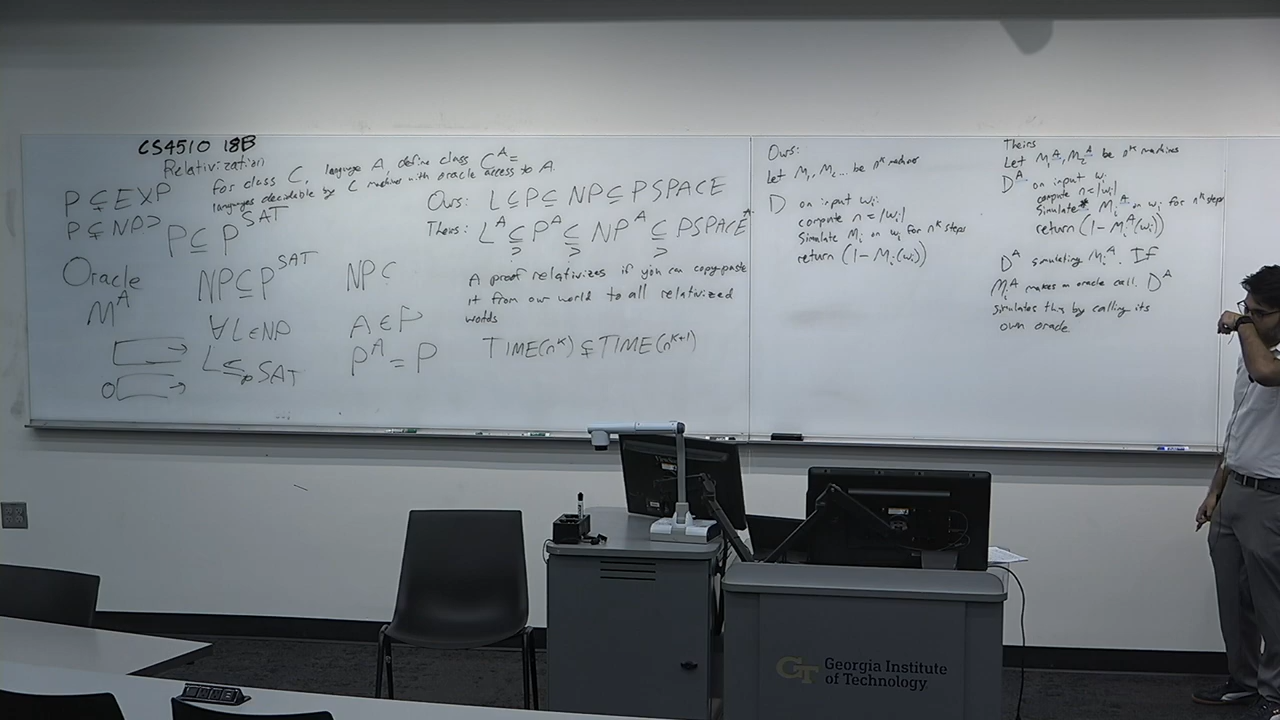 CS4510 18B
Relativization
for class C, language A, define class C^A =
languages decidable by C machine with oracle access to A.
P ⊊ EXP
P ⊊ NP?
P ⊆ P^SAT
Oracle
M^A
NP ⊆ P^SAT
∀L ∈ NP
L ≤p SAT
NP ⊂
A ∈ P
P^A = P
Ours: L ⊆ P ⊆ NP ⊆ PSPACE
Theirs: L^A ⊆ P^A ⊆ NP^A ⊆ PSPACE^A
? ? ?
A proof relativizes if you can copy-paste
it from our world to all relativized
worlds
TIME(n^k) ⊊ TIME(n^k+1)
Ours:
Let M₁, M₂... be n^k machines
D on input wᵢ:
compute n = |wᵢ|
Simulate Mᵢ on wᵢ for n^k steps
return (1 - Mᵢ(wᵢ))
Theirs
Let M₁^A, M₂^A be n^k machines
D^A on input wᵢ
compute n = |wᵢ|
Simulate Mᵢ^A on wᵢ for n^k steps
return (1 - Mᵢ^A(wᵢ))
D^A simulating Mᵢ^A. If
Mᵢ^A makes an oracle call. D^A
simulates this by calling its
own oracle
GT Georgia Institute
of Technology